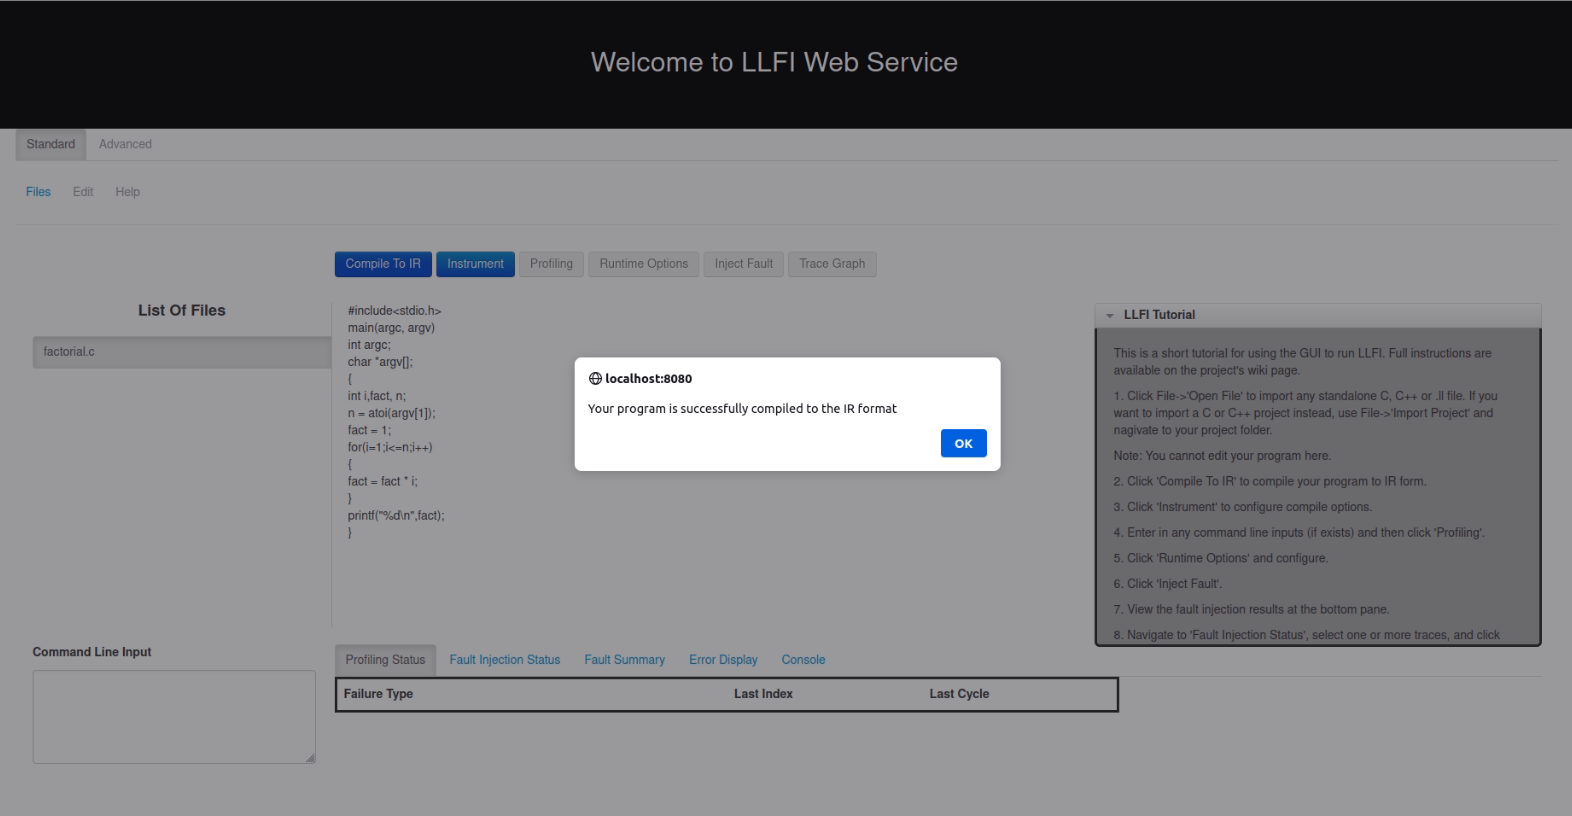 Welcome to LLFI Web Service
Standard
Advanced
Files
Edit
Help
Compile To IR
Instrument
Profiling
Runtime Options
Inject Fault
Trace Graph
List Of Files
factorial.c
#include<stdio.h>
main(argc, argv)
int argc;
char *argv[];
{
int i,fact, n;
n = atoi(argv[1]);
fact = 1;
for(i=1;i<=n;i++)
{
fact = fact * i;
}
printf("%d\n",fact);
}
localhost:8080
Your program is successfully compiled to the IR format
OK
LLFI Tutorial
This is a short tutorial for using the GUI to run LLFI. Full instructions are
available on the project's wiki page.
1. Click File->'Open File' to import any standalone C, C++ or .ll file. If you
want to import a C or C++ project instead, use File->'Import Project' and
nagivate to your project folder.
Note: You cannot edit your program here.
2. Click 'Compile To IR' to compile your program to IR form.
3. Click 'Instrument' to configure compile options.
4. Enter in any command line inputs (if exists) and then click 'Profiling'.
5. Click 'Runtime Options' and configure.
6. Click 'Inject Fault'.
7. View the fault injection results at the bottom pane.
8. Navigate to 'Fault Injection Status', select one or more traces, and click
Command Line Input
Profiling Status
Fault Injection Status
Fault Summary
Error Display
Console
Failure Type
Last Index
Last Cycle